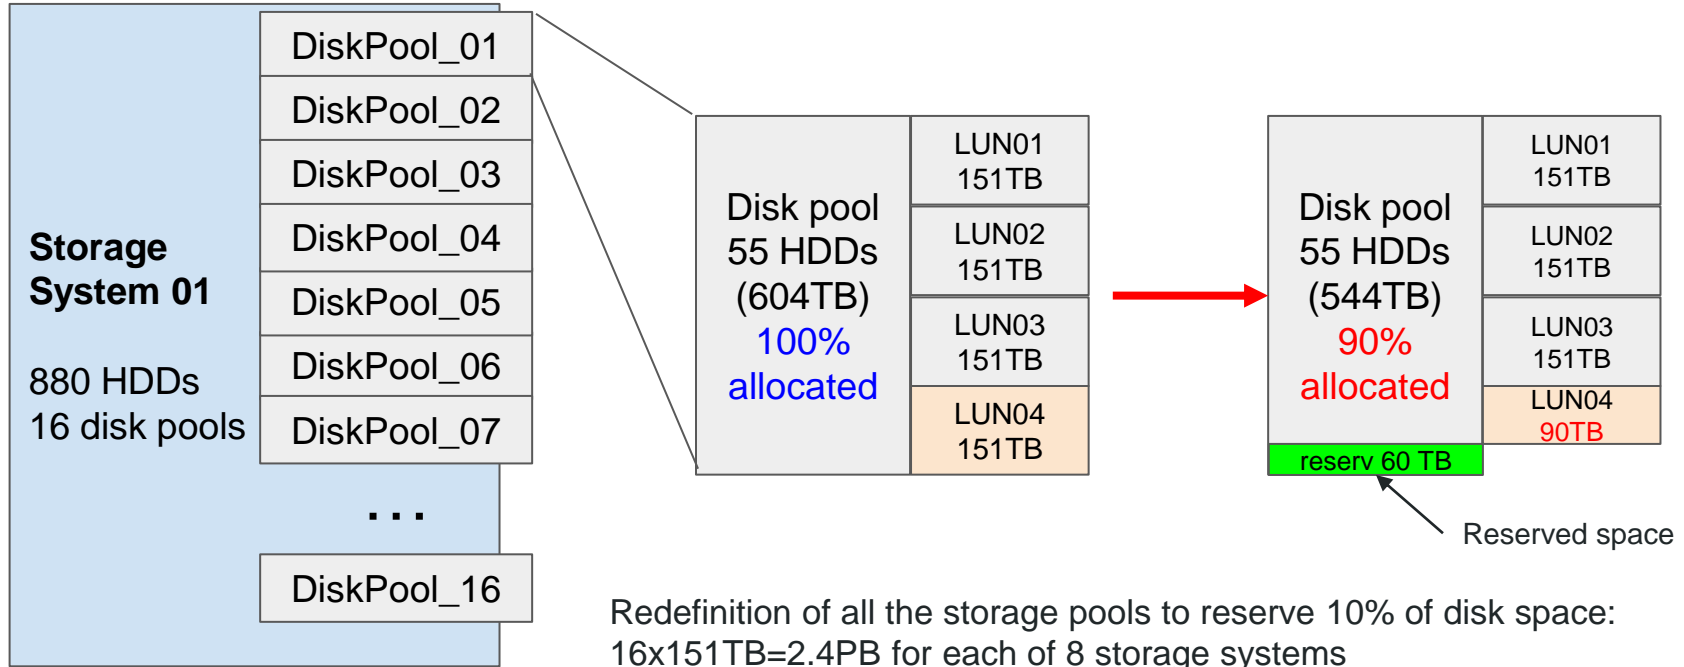 Storage
System 01
880 HDDs
16 disk pools
DiskPool_01
DiskPool_02
DiskPool_03
DiskPool_04
DiskPool_05
DiskPool_06
DiskPool_07
...
DiskPool_16
Disk pool
55 HDDs
(604TB)
100%
allocated
LUN01
151TB
LUN02
151TB
LUN03
151TB
LUN04
151TB
Disk pool
55 HDDs
(544TB)
90%
allocated
reserv 60 TB
LUN01
151TB
LUN02
151TB
LUN03
151TB
LUN04
90TB
Reserved space
Redefinition of all the storage pools to reserve 10% of disk space:
16x151TB=2.4PB for each of 8 storage systems